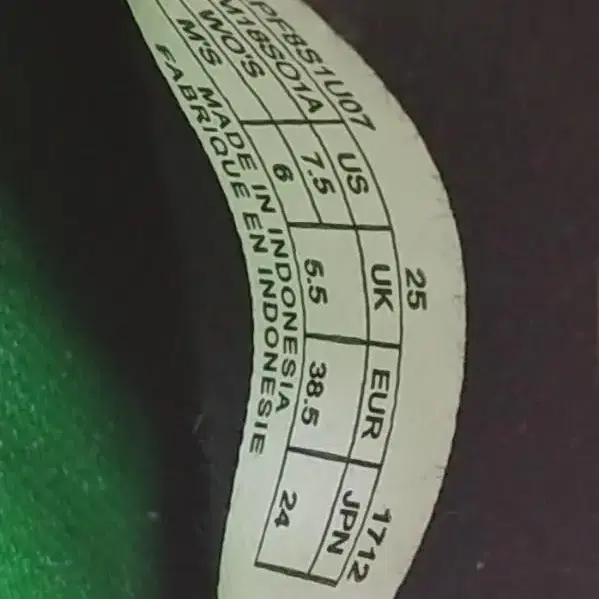 25 1712
PF8S1U07 US UK EUR JPN
M18SO1A
WO'S 7.5 5.5 38.5 24
M'S 6
MADE IN INDONESIA
FABRIQUE EN INDONESIE